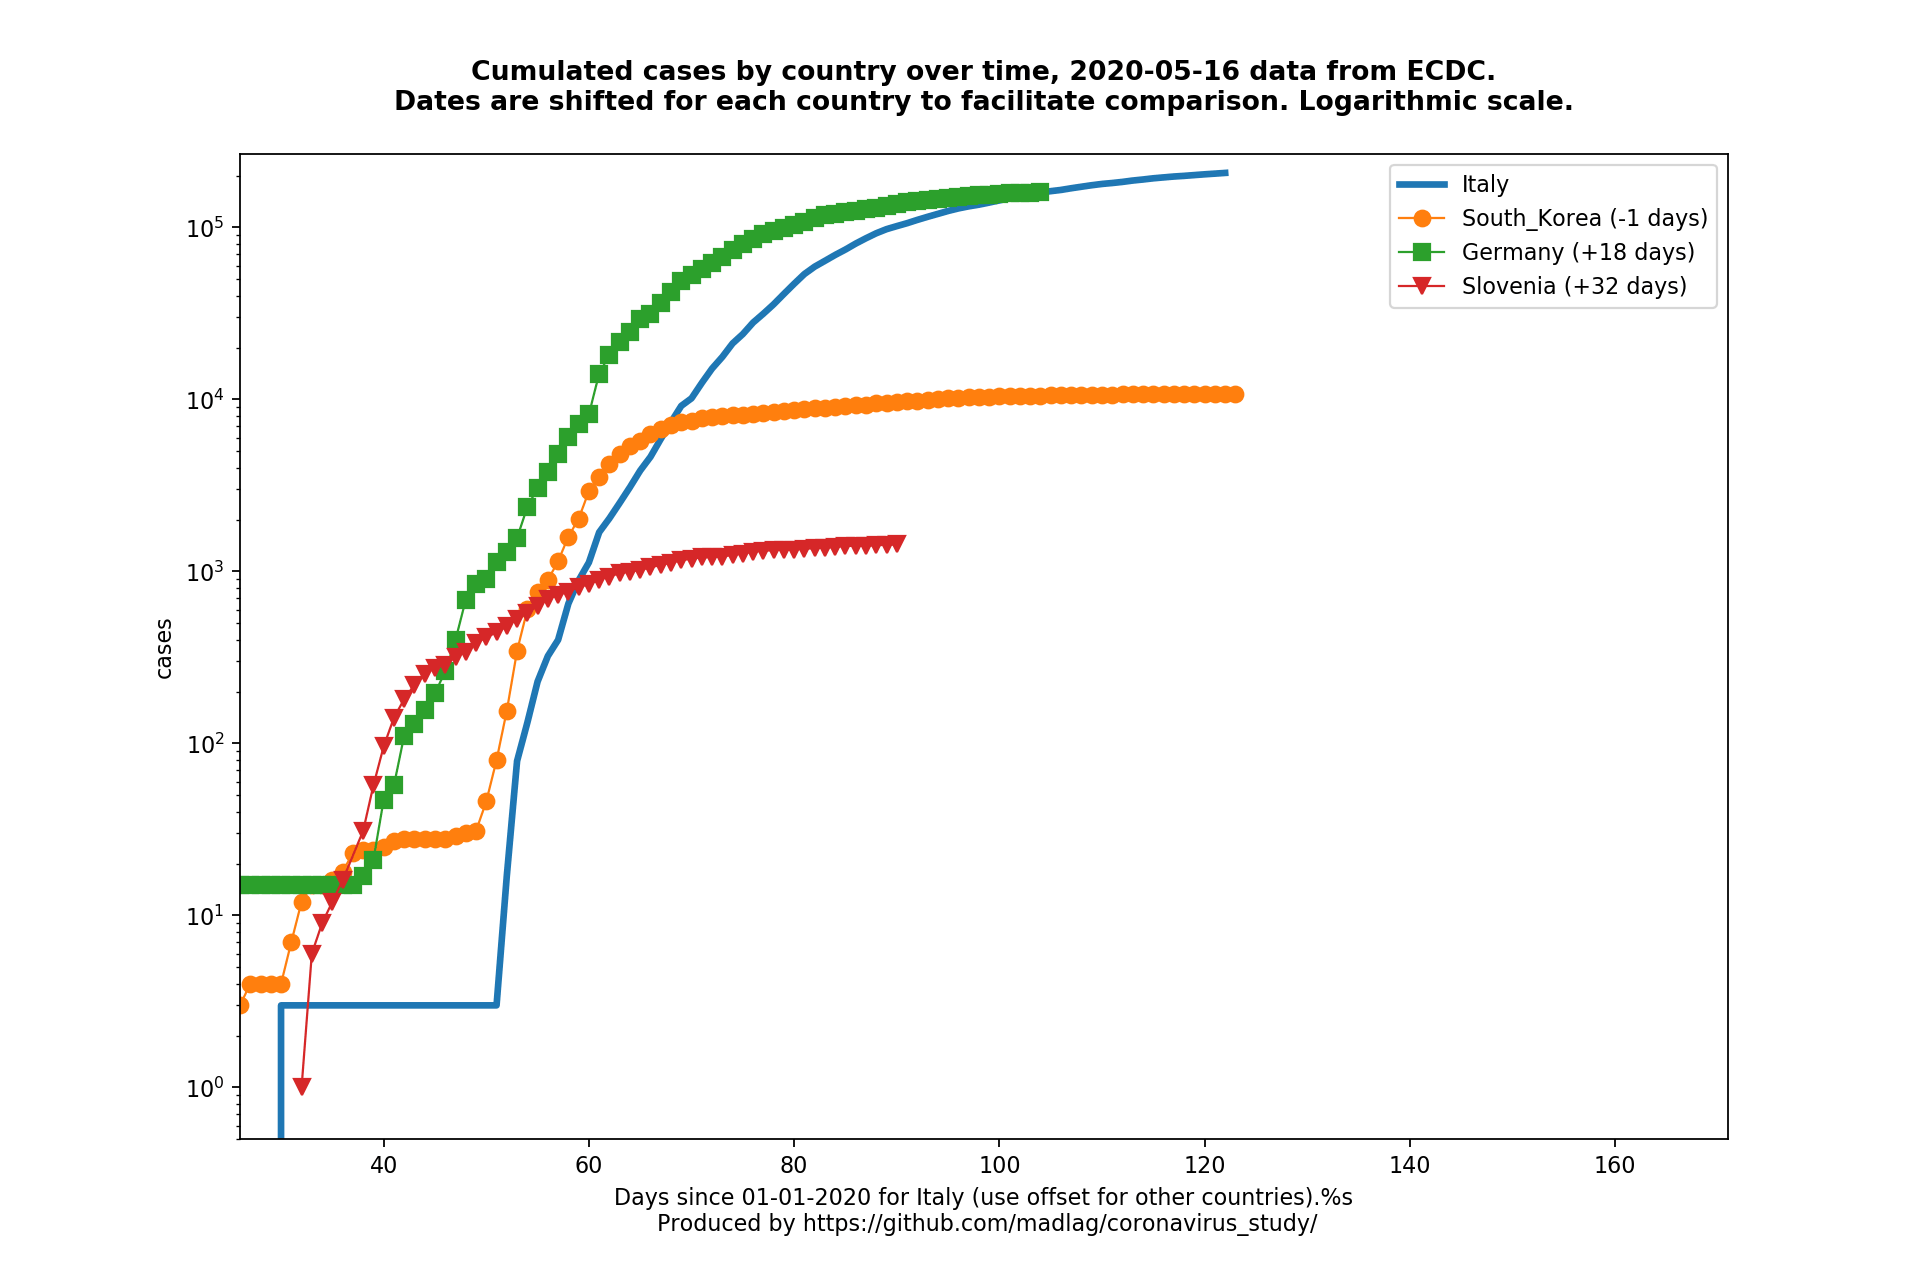 Cumulated cases by country over time, 2020-05-16 data from ECDC.
Dates are shifted for each country to facilitate comparison. Logarithmic scale.
Italy
South_Korea (-1 days)
Germany (+18 days)
Slovenia (+32 days)
10⁵
10⁴
10³
10²
10¹
10⁰
cases
40 60 80 100 120 140 160
Days since 01-01-2020 for Italy (use offset for other countries).%s
Produced by https://github.com/madlag/coronavirus_study/